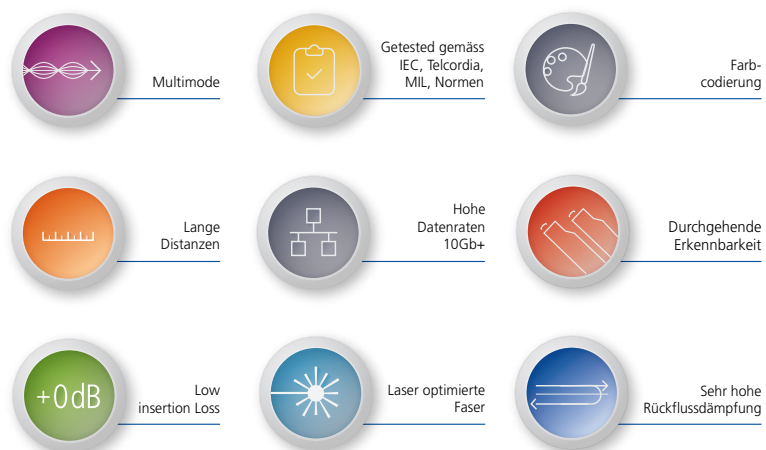 Multimode
Getested gemäss
IEC, Telcordia,
MIL, Normen
Farb-
codierung
Lange
Distanzen
Hohe
Datenraten
10Gb+
Durchgehende
Erkennbarkeit
+0dB
Low
insertion Loss
Laser optimierte
Faser
Sehr hohe
Rückflussdämpfung